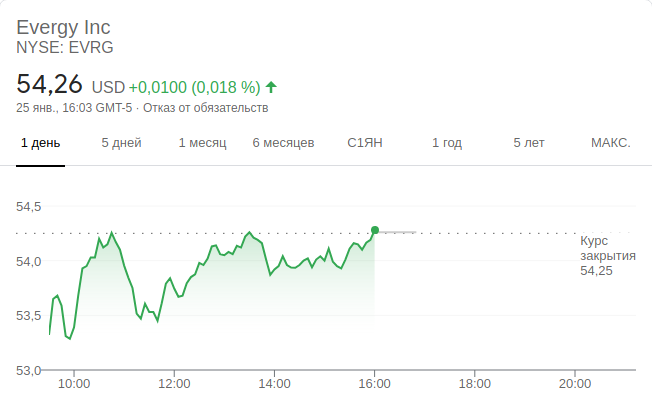 Evergy Inc
NYSE: EVRG
54,26 USD +0,0100 (0,018 %)
25 янв., 16:03 GMT-5 · Отказ от обязательств
1 день 5 дней 1 месяц 6 месяцев С1ЯН 1 год 5 лет МАКС.
54,5
Курс
закрытия
54,25
54,0
53,5
53,0
10:00 12:00 14:00 16:00 18:00 20:00